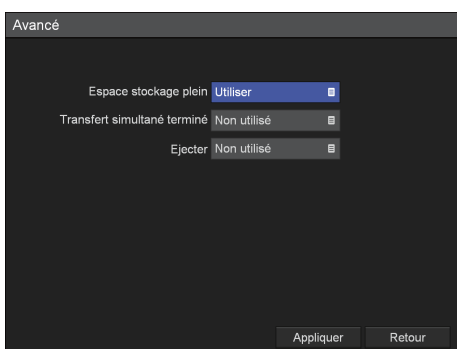 Avancé
Espace stockage plein Utiliser
Transfert simultané terminé Non utilisé
Ejecter Non utilisé
Appliquer Retour